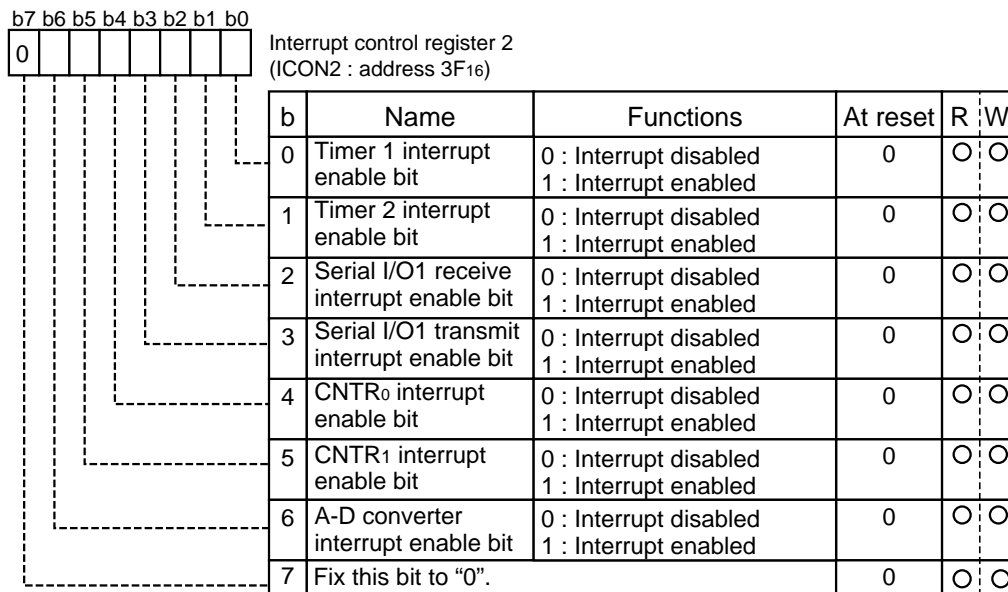 b7 b6 b5 b4 b3 b2 b1 b0
0
Interrupt control register 2
(ICON2 : address 3F16)
b Name Functions At reset R W
0 Timer 1 interrupt enable bit 0 : Interrupt disabled 0 O O
1 : Interrupt enabled
1 Timer 2 interrupt enable bit 0 : Interrupt disabled 0 O O
1 : Interrupt enabled
2 Serial I/O1 receive interrupt enable bit 0 : Interrupt disabled 0 O O
1 : Interrupt enabled
3 Serial I/O1 transmit interrupt enable bit 0 : Interrupt disabled 0 O O
1 : Interrupt enabled
4 CNTR0 interrupt enable bit 0 : Interrupt disabled 0 O O
1 : Interrupt enabled
5 CNTR1 interrupt enable bit 0 : Interrupt disabled 0 O O
1 : Interrupt enabled
6 A-D converter interrupt enable bit 0 : Interrupt disabled 0 O O
1 : Interrupt enabled
7 Fix this bit to “0”. 0 O O